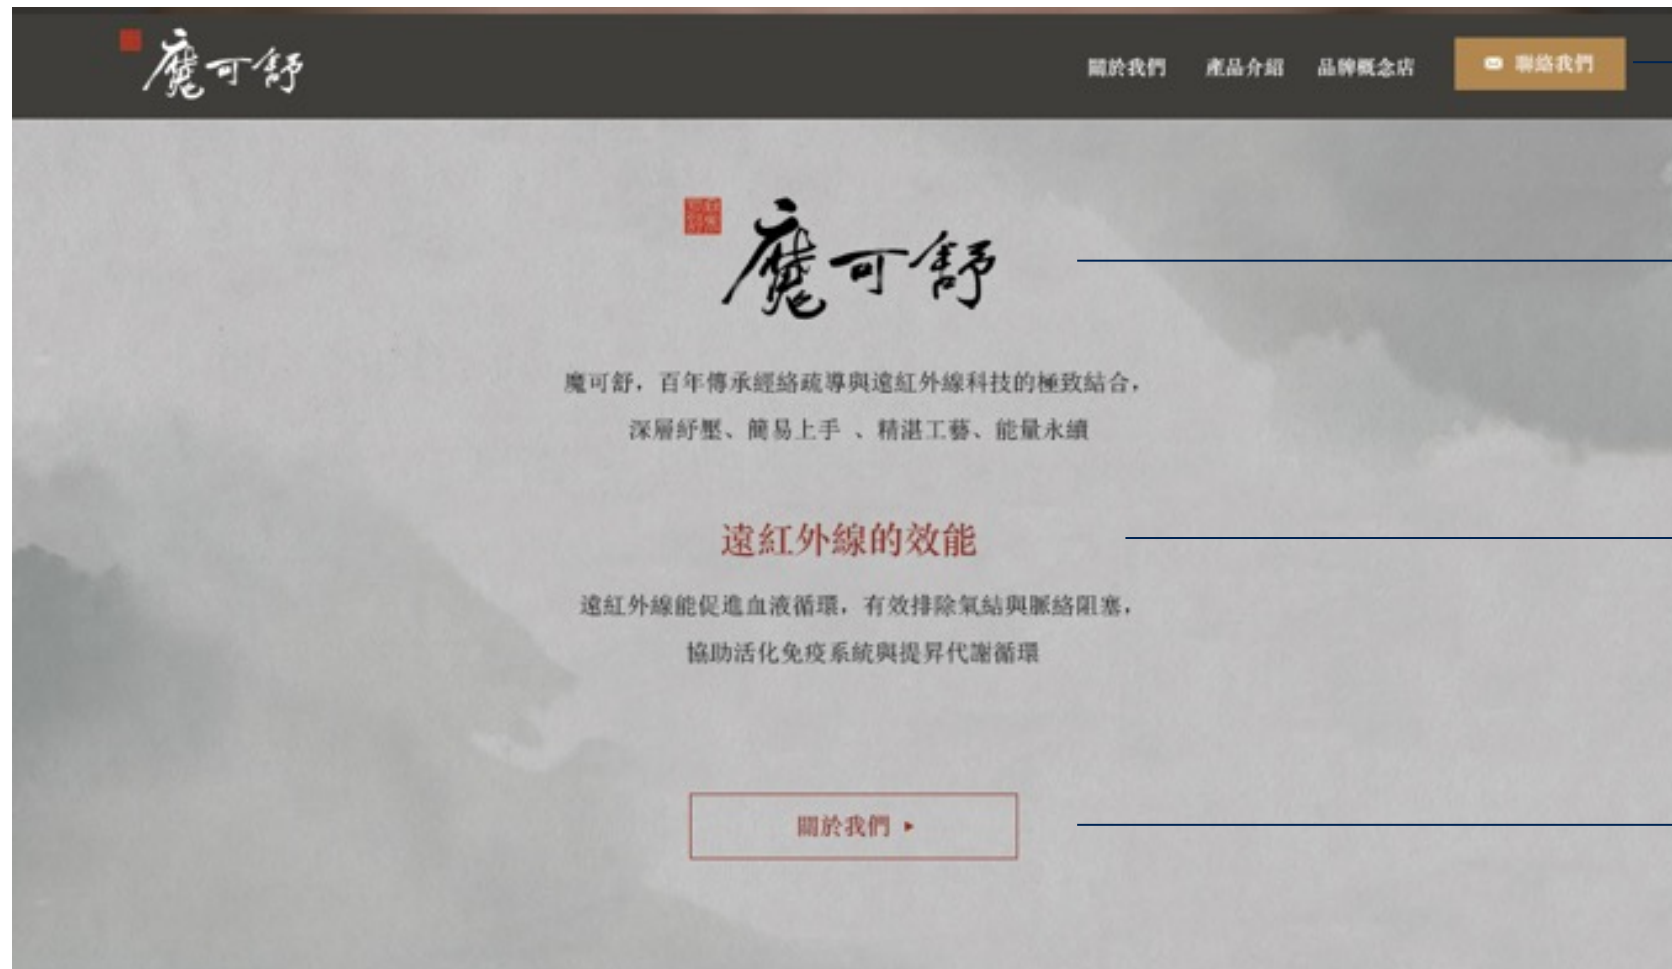 魔可舒
關於我們 產品介紹 品牌概念店 聯絡我們
魔可舒
魔可舒，百年傳承經絡疏導與遠紅外線科技的極致結合，
深層紓壓、簡易上手 、精湛工藝、能量永續
遠紅外線的效能
遠紅外線能促進血液循環，有效排除氣結與脈絡阻塞，
協助活化免疫系統與提昇代謝循環
關於我們